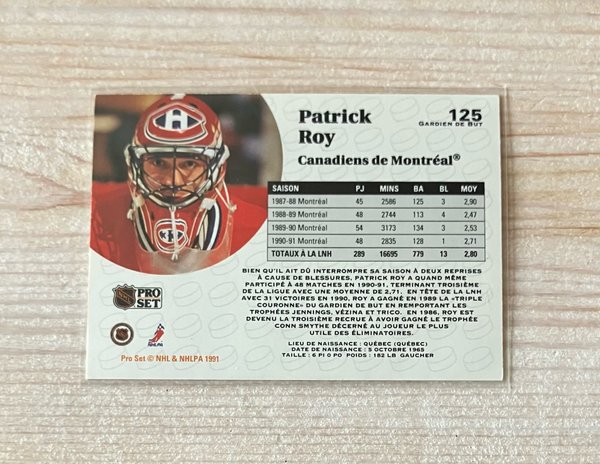 Patrick
Roy
125
GARDIEN DE BUT
Canadiens de Montréal®
SAISON PJ MINS BA BL MOY
1987-88 Montréal 45 2586 125 3 2,90
1988-89 Montréal 48 2744 113 4 2,47
1989-90 Montréal 54 3173 134 3 2,53
1990-91 Montréal 48 2835 128 1 2,71
TOTAUX À LA LNH 289 16695 779 13 2,80
BIEN QU'IL AIT DÛ INTERROMPRE SA SAISON À DEUX REPRISES
À CAUSE DE BLESSURES, PATRICK ROY A QUAND MÊME
PARTICIPÉ À 48 MATCHES EN 1990-91, TERMINANT TROISIÈME
DE LA LIGUE AVEC UNE MOYENNE DE 2,71. EN TÊTE DE LA LNH
AVEC 31 VICTOIRES EN 1990, ROY A GAGNÉ EN 1989 LA «TRIPLE
COURONNE» DU GARDIEN DE BUT EN REMPORTANT LES
TROPHÉES JENNINGS, VÉZINA ET TRICO. EN 1986, ROY EST
DEVENU LA TROISIÈME RECRUE À AVOIR GAGNÉ LE TROPHÉE
CONN SMYTHE DÉCERNÉ AU JOUEUR LE PLUS
UTILE DES ÉLIMINATOIRES.
LIEU DE NAISSANCE : QUÉBEC (QUÉBEC)
DATE DE NAISSANCE : 5 OCTOBRE 1965
TAILLE : 6 PI 0 PO POIDS : 182 LB GAUCHER
NHL
PRO
SET
NHLPA
Pro Set © NHL & NHLPA 1991